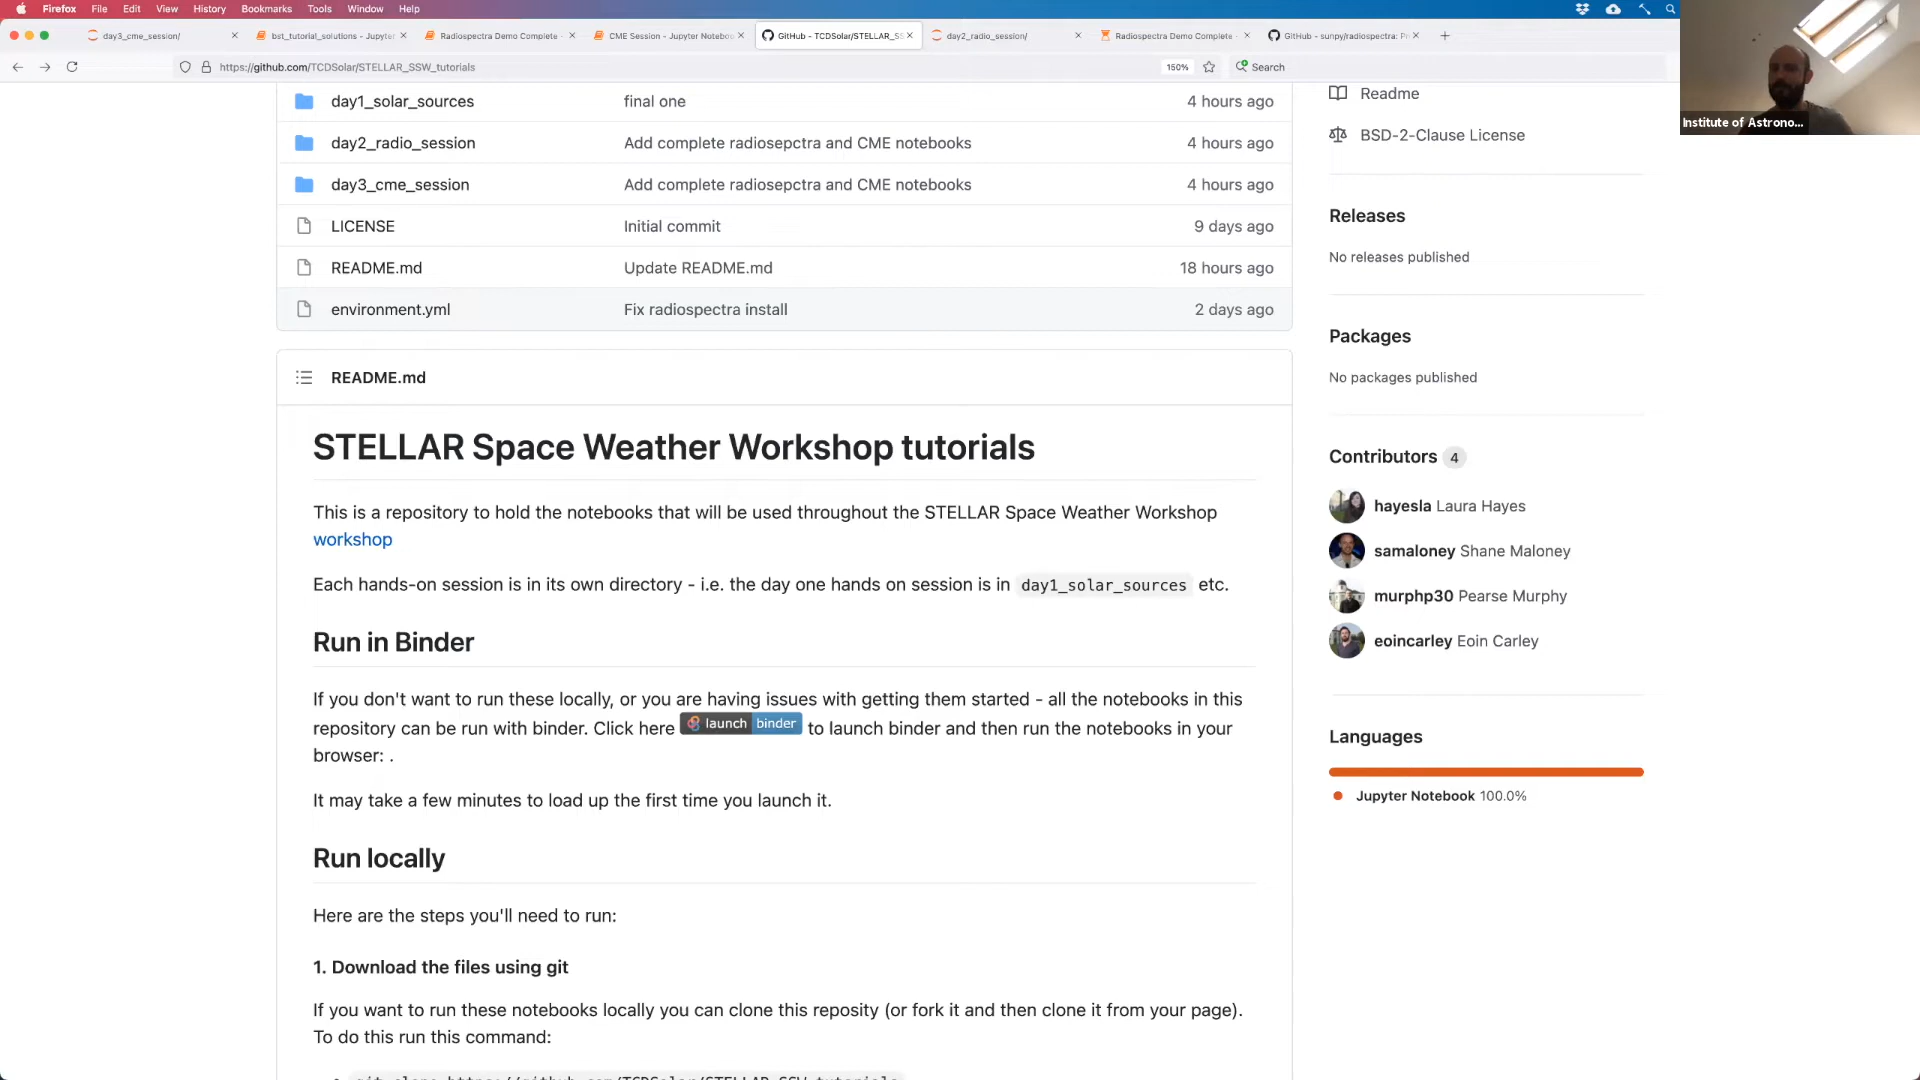 Firefox File Edit View History Bookmarks Tools Window Help
day3_cme_session/
bst_tutorial_solutions - Jupyter
Radiospectra Demo Complete -
CME Session - Jupyter Notebo
GitHub - TCDSolar/STELLAR_SS
day2_radio_session/
Radiospectra Demo Complete -
GitHub - sunpy/radiospectra: P
https://github.com/TCDSolar/STELLAR_SSW_tutorials
150%
Search
Institute of Astrono...
day1_solar_sources final one 4 hours ago
day2_radio_session Add complete radiosepctra and CME notebooks 4 hours ago
day3_cme_session Add complete radiosepctra and CME notebooks 4 hours ago
LICENSE Initial commit 9 days ago
README.md Update README.md 18 hours ago
environment.yml Fix radiospectra install 2 days ago
README.md
STELLAR Space Weather Workshop tutorials
This is a repository to hold the notebooks that will be used throughout the STELLAR Space Weather Workshop
workshop
Each hands-on session is in its own directory - i.e. the day one hands on session is in day1_solar_sources etc.
Run in Binder
If you don't want to run these locally, or you are having issues with getting them started - all the notebooks in this
repository can be run with binder. Click here launch binder to launch binder and then run the notebooks in your
browser: .
It may take a few minutes to load up the first time you launch it.
Run locally
Here are the steps you'll need to run:
1. Download the files using git
If you want to run these notebooks locally you can clone this reposity (or fork it and then clone it from your page).
To do this run this command:
git clone https://github.com/TCDSolar/STELLAR_SSW_tutorials
Readme
BSD-2-Clause License
Releases
No releases published
Packages
No packages published
Contributors 4
hayesla Laura Hayes
samaloney Shane Maloney
murphp30 Pearse Murphy
eoincarley Eoin Carley
Languages
Jupyter Notebook 100.0%